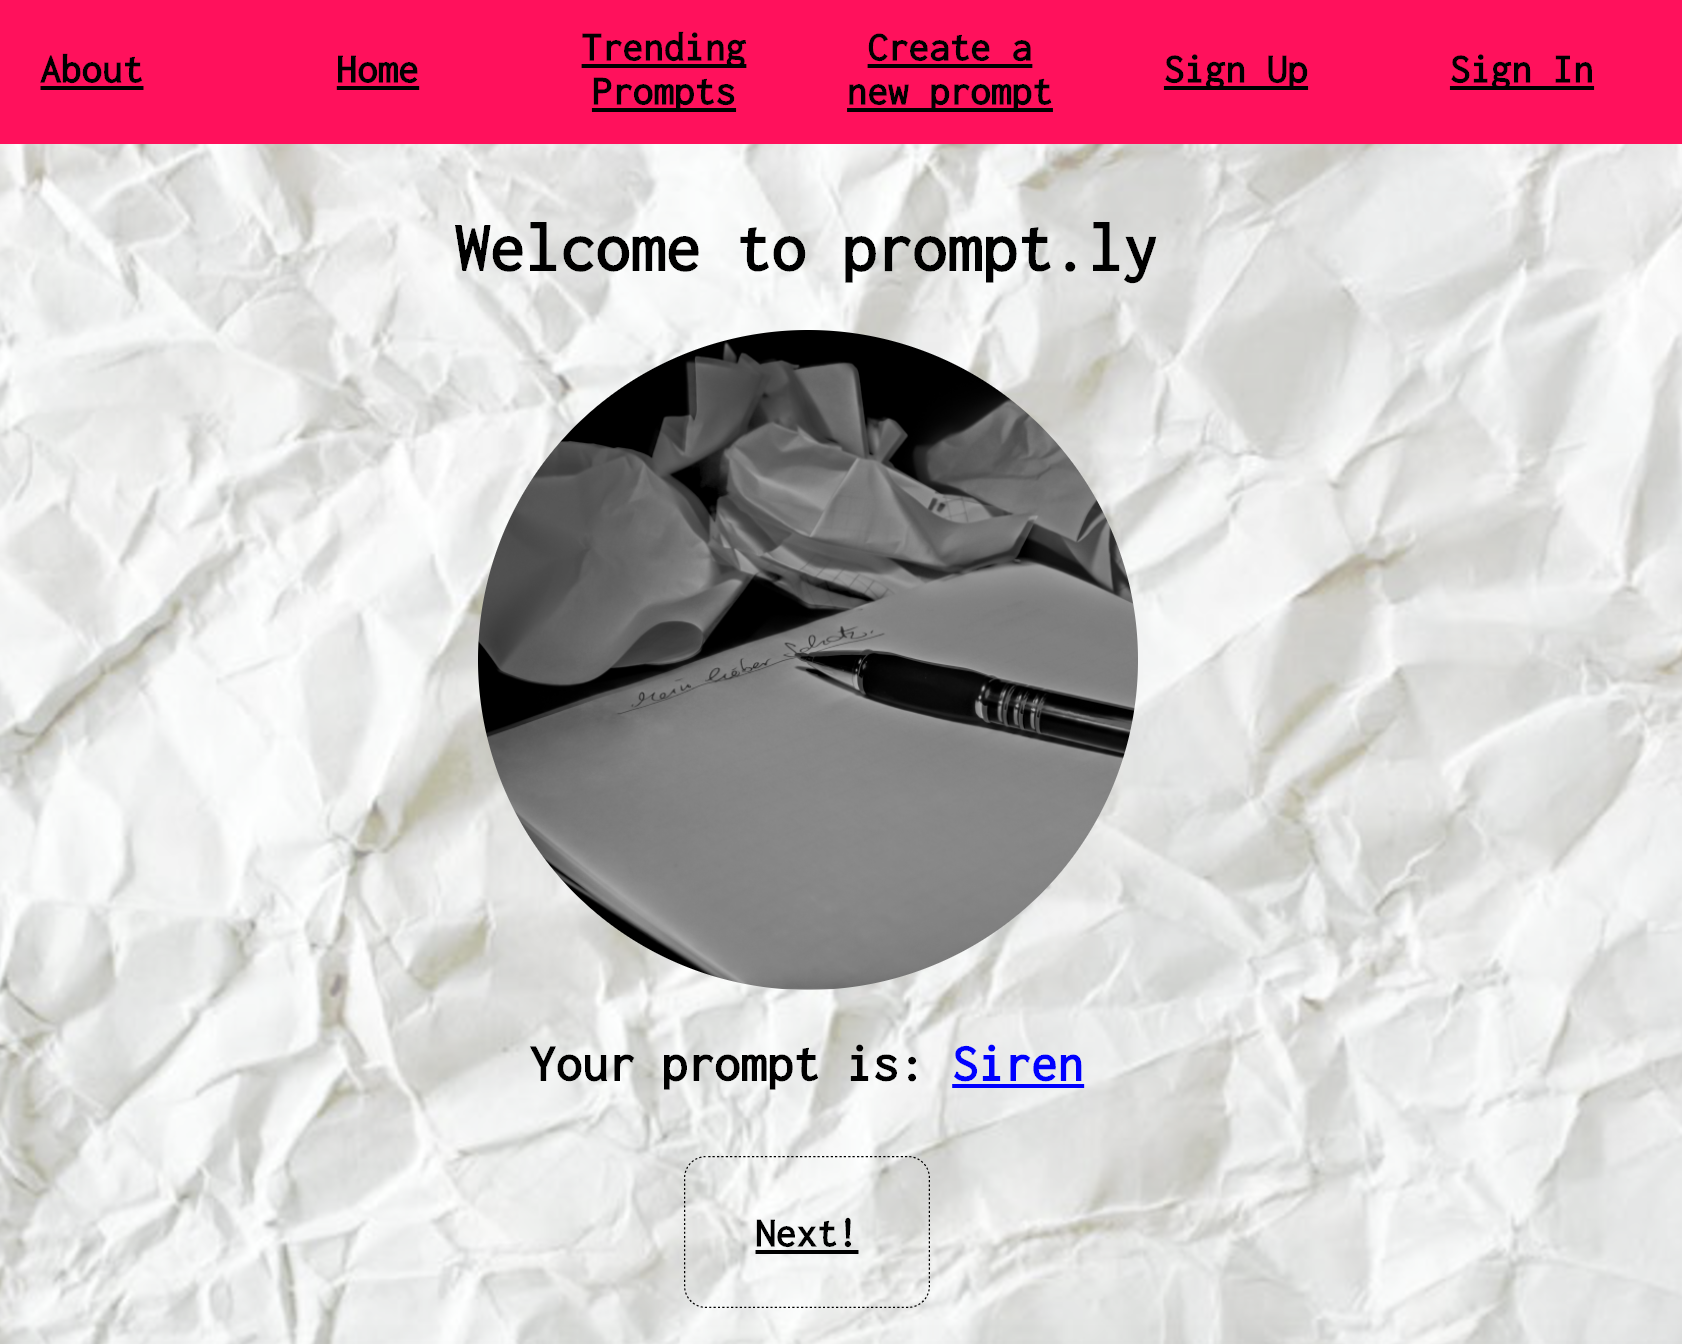 About
Home
Trending
Prompts
Create a
new prompt
Sign Up
Sign In
Welcome to prompt.ly
Mein lieber Schatz.
Your prompt is: Siren
Next!